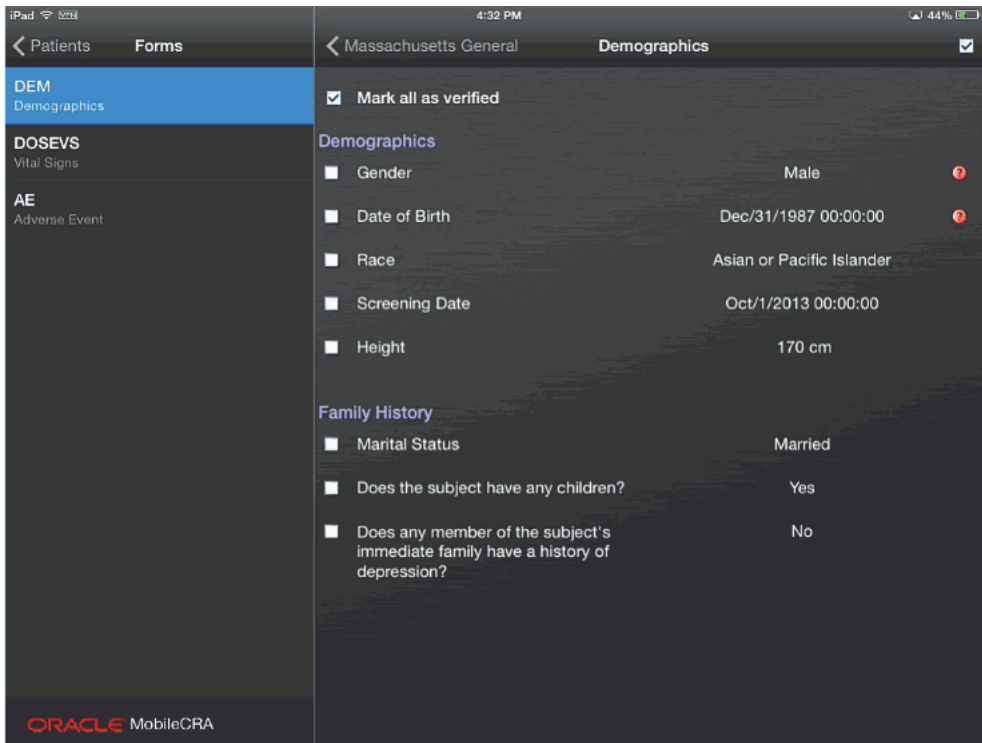 iPad
4:32 PM
44%
Patients
Forms
Massachusetts General
Demographics
DEM
Demographics
DOSEVS
Vital Signs
AE
Adverse Event
Mark all as verified
Demographics
Gender
Male
Date of Birth
Dec/31/1987 00:00:00
Race
Asian or Pacific Islander
Screening Date
Oct/1/2013 00:00:00
Height
170 cm
Family History
Marital Status
Married
Does the subject have any children?
Yes
Does any member of the subject's
immediate family have a history of
depression?
No
ORACLE MobileCRA